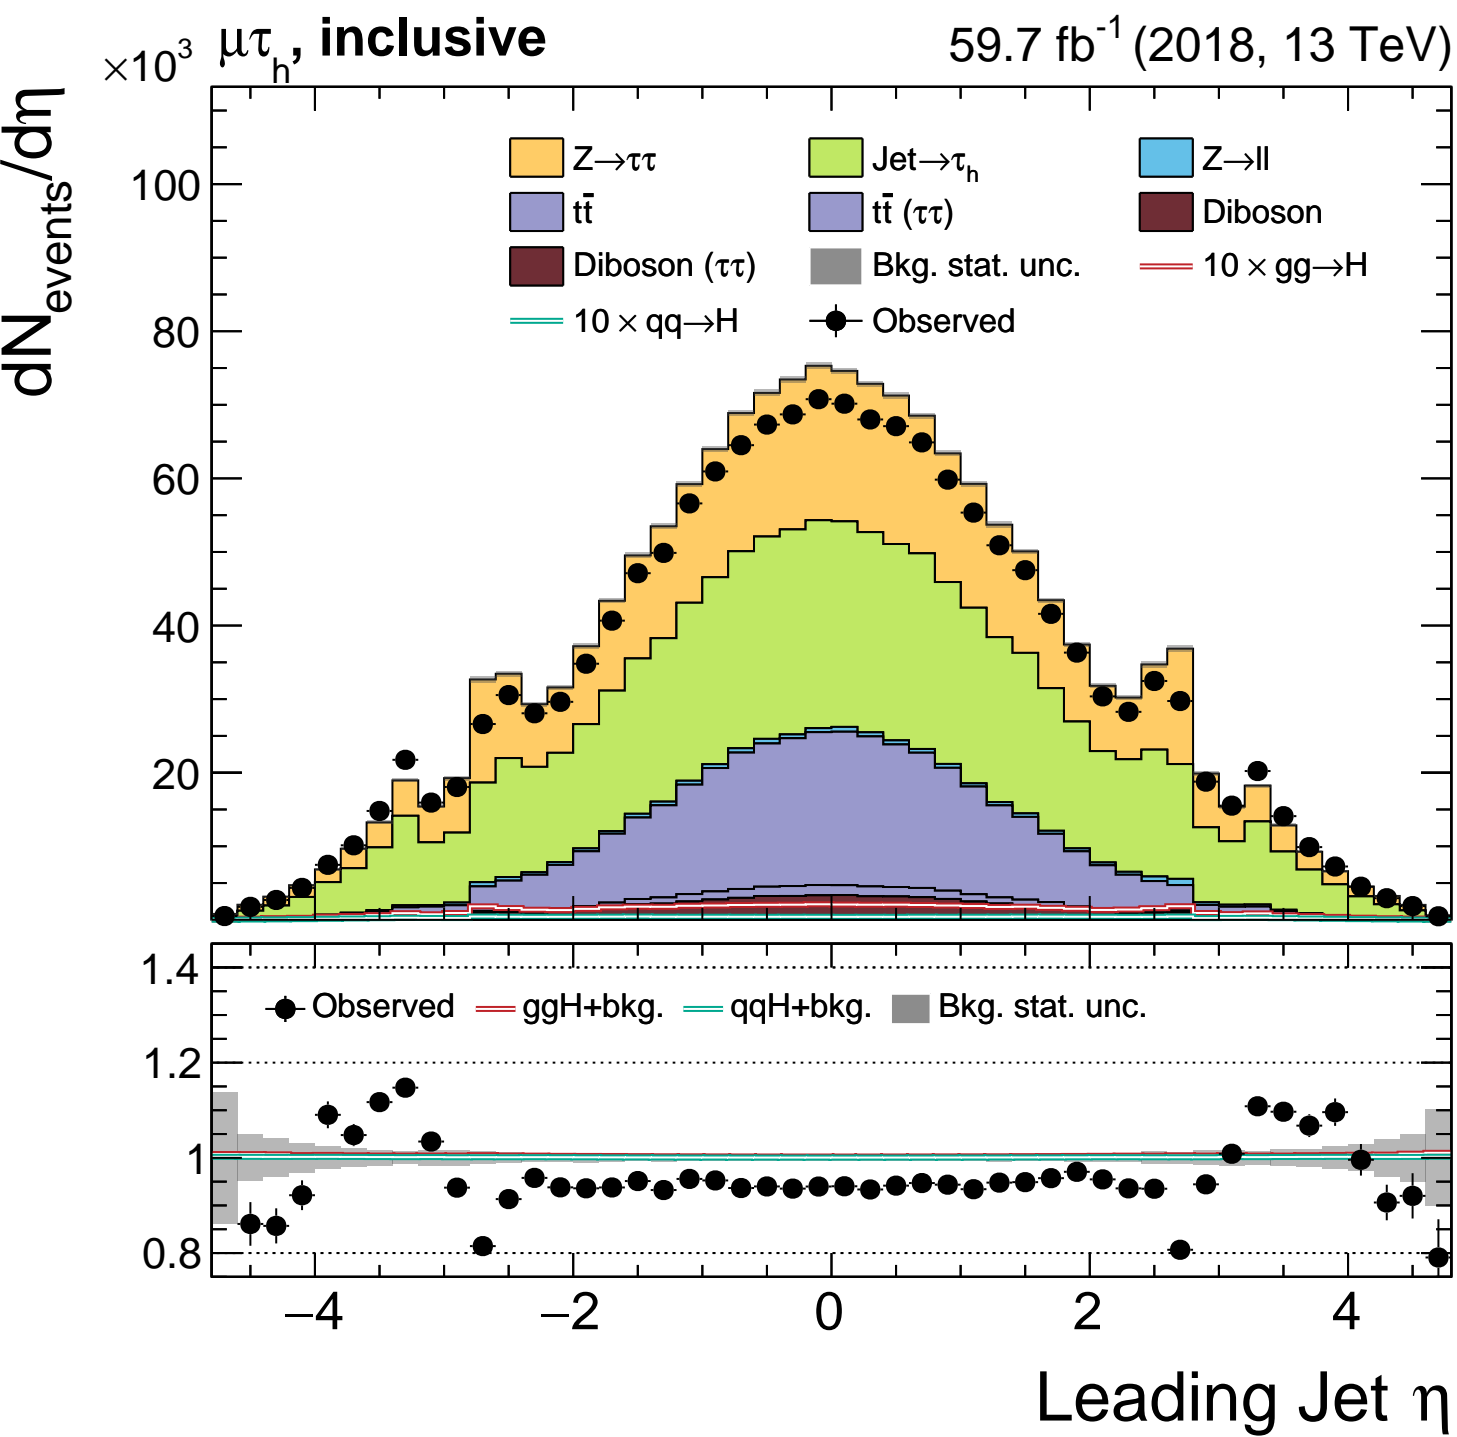 ×10³ μτₕ, inclusive 59.7 fb⁻¹ (2018, 13 TeV)
dN_events/dη
Z→ττ Jet→τₕ Z→ll
tt̄ tt̄ (ττ) Diboson
Diboson (ττ) Bkg. stat. unc. 10 × gg→H
10 × qq→H Observed
100
80
60
40
20
1.4
Observed ggH+bkg. qqH+bkg. Bkg. stat. unc.
1.2
1
0.8
−4 −2 0 2 4
Leading Jet η